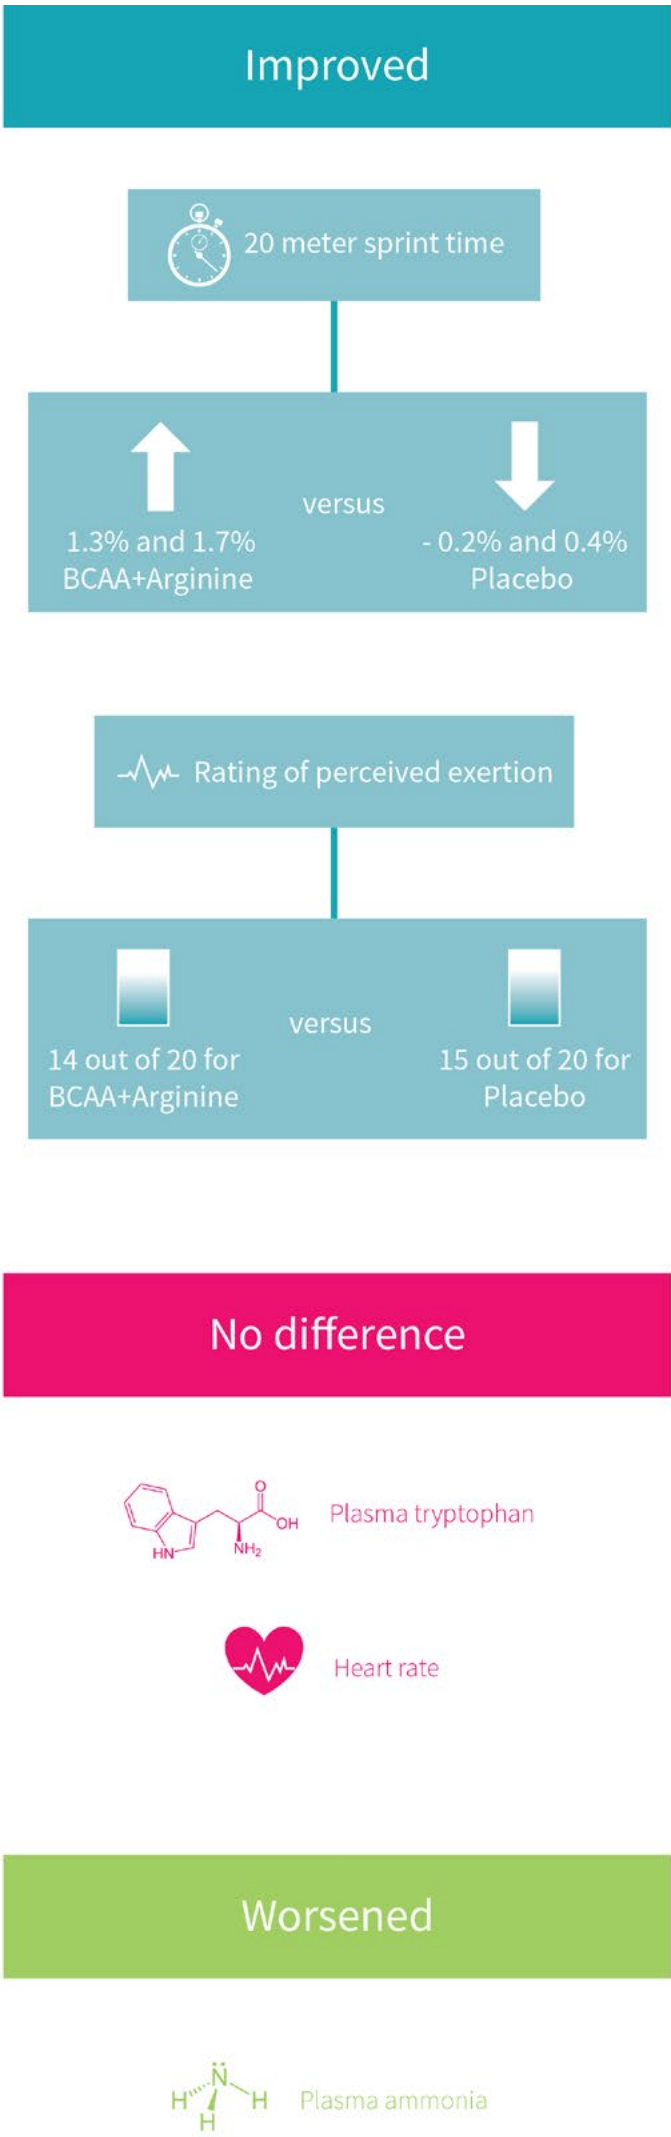 Improved
20 meter sprint time
1.3% and 1.7%
BCAA+Arginine
versus
- 0.2% and 0.4%
Placebo
Rating of perceived exertion
14 out of 20 for
BCAA+Arginine
versus
15 out of 20 for
Placebo
No difference
O
OH
NH₂
HN
Plasma tryptophan
Heart rate
Worsened
N
H
H
H
Plasma ammonia